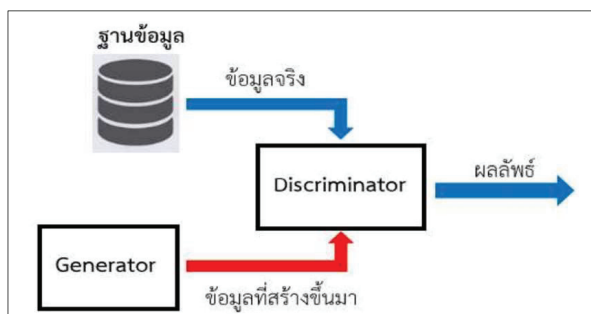 ฐานข้อมูล
ข้อมูลจริง
Discriminator
ผลลัพธ์
Generator
ข้อมูลที่สร้างขึ้นมา